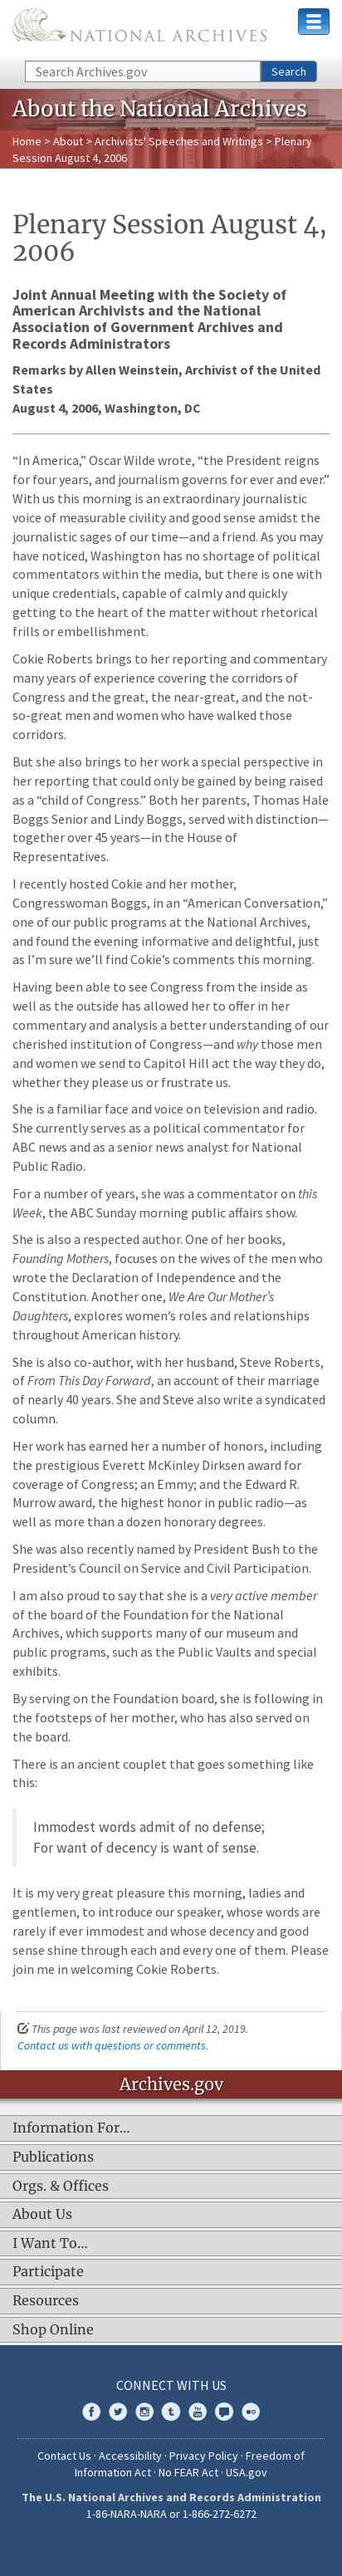 NATIONAL ARCHIVES
Search Archives.gov
Search
About the National Archives
Home > About > Archivists' Speeches and Writings > Plenary
Session August 4, 2006
Plenary Session August 4,
2006
Joint Annual Meeting with the Society of
American Archivists and the National
Association of Government Archives and
Records Administrators
Remarks by Allen Weinstein, Archivist of the United
States
August 4, 2006, Washington, DC
“In America,” Oscar Wilde wrote, “the President reigns
for four years, and journalism governs for ever and ever.”
With us this morning is an extraordinary journalistic
voice of measurable civility and good sense amidst the
journalistic sages of our time—and a friend. As you may
have noticed, Washington has no shortage of political
commentators within the media, but there is one with
unique credentials, capable of calmly and quickly
getting to the heart of the matter without rhetorical
frills or embellishment.
Cokie Roberts brings to her reporting and commentary
many years of experience covering the corridors of
Congress and the great, the near-great, and the not-
so-great men and women who have walked those
corridors.
But she also brings to her work a special perspective in
her reporting that could only be gained by being raised
as a “child of Congress.” Both her parents, Thomas Hale
Boggs Senior and Lindy Boggs, served with distinction—
together over 45 years—in the House of
Representatives.
I recently hosted Cokie and her mother,
Congresswoman Boggs, in an “American Conversation,”
one of our public programs at the National Archives,
and found the evening informative and delightful, just
as I’m sure we’ll find Cokie’s comments this morning.
Having been able to see Congress from the inside as
well as the outside has allowed her to offer in her
commentary and analysis a better understanding of our
cherished institution of Congress—and why those men
and women we send to Capitol Hill act the way they do,
whether they please us or frustrate us.
She is a familiar face and voice on television and radio.
She currently serves as a political commentator for
ABC news and as a senior news analyst for National
Public Radio.
For a number of years, she was a commentator on this
Week, the ABC Sunday morning public affairs show.
She is also a respected author. One of her books,
Founding Mothers, focuses on the wives of the men who
wrote the Declaration of Independence and the
Constitution. Another one, We Are Our Mother’s
Daughters, explores women’s roles and relationships
throughout American history.
She is also co-author, with her husband, Steve Roberts,
of From This Day Forward, an account of their marriage
of nearly 40 years. She and Steve also write a syndicated
column.
Her work has earned her a number of honors, including
the prestigious Everett McKinley Dirksen award for
coverage of Congress; an Emmy; and the Edward R.
Murrow award, the highest honor in public radio—as
well as more than a dozen honorary degrees.
She was also recently named by President Bush to the
President’s Council on Service and Civil Participation.
I am also proud to say that she is a very active member
of the board of the Foundation for the National
Archives, which supports many of our museum and
public programs, such as the Public Vaults and special
exhibits.
By serving on the Foundation board, she is following in
the footsteps of her mother, who has also served on
the board.
There is an ancient couplet that goes something like
this:
Immodest words admit of no defense;
For want of decency is want of sense.
It is my very great pleasure this morning, ladies and
gentlemen, to introduce our speaker, whose words are
rarely if ever immodest and whose decency and good
sense shine through each and every one of them. Please
join me in welcoming Cokie Roberts.
This page was last reviewed on April 12, 2019.
Contact us with questions or comments.
Archives.gov
Information For…
Publications
Orgs. & Offices
About Us
I Want To…
Participate
Resources
Shop Online
CONNECT WITH US
Contact Us · Accessibility · Privacy Policy · Freedom of
Information Act · No FEAR Act · USA.gov
The U.S. National Archives and Records Administration
1-86-NARA-NARA or 1-866-272-6272